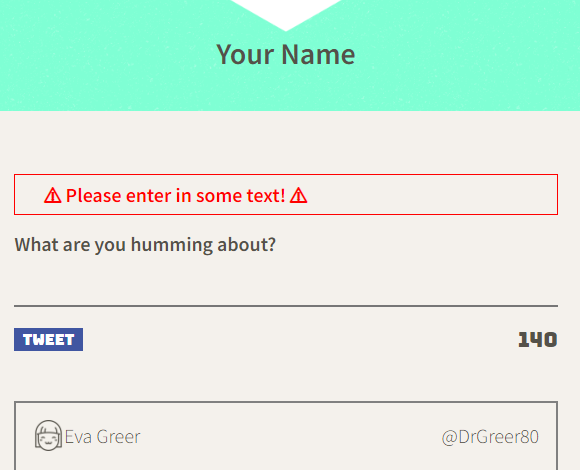 Your Name
⚠ Please enter in some text! ⚠
What are you humming about?
TWEET 140
Eva Greer @DrGreer80